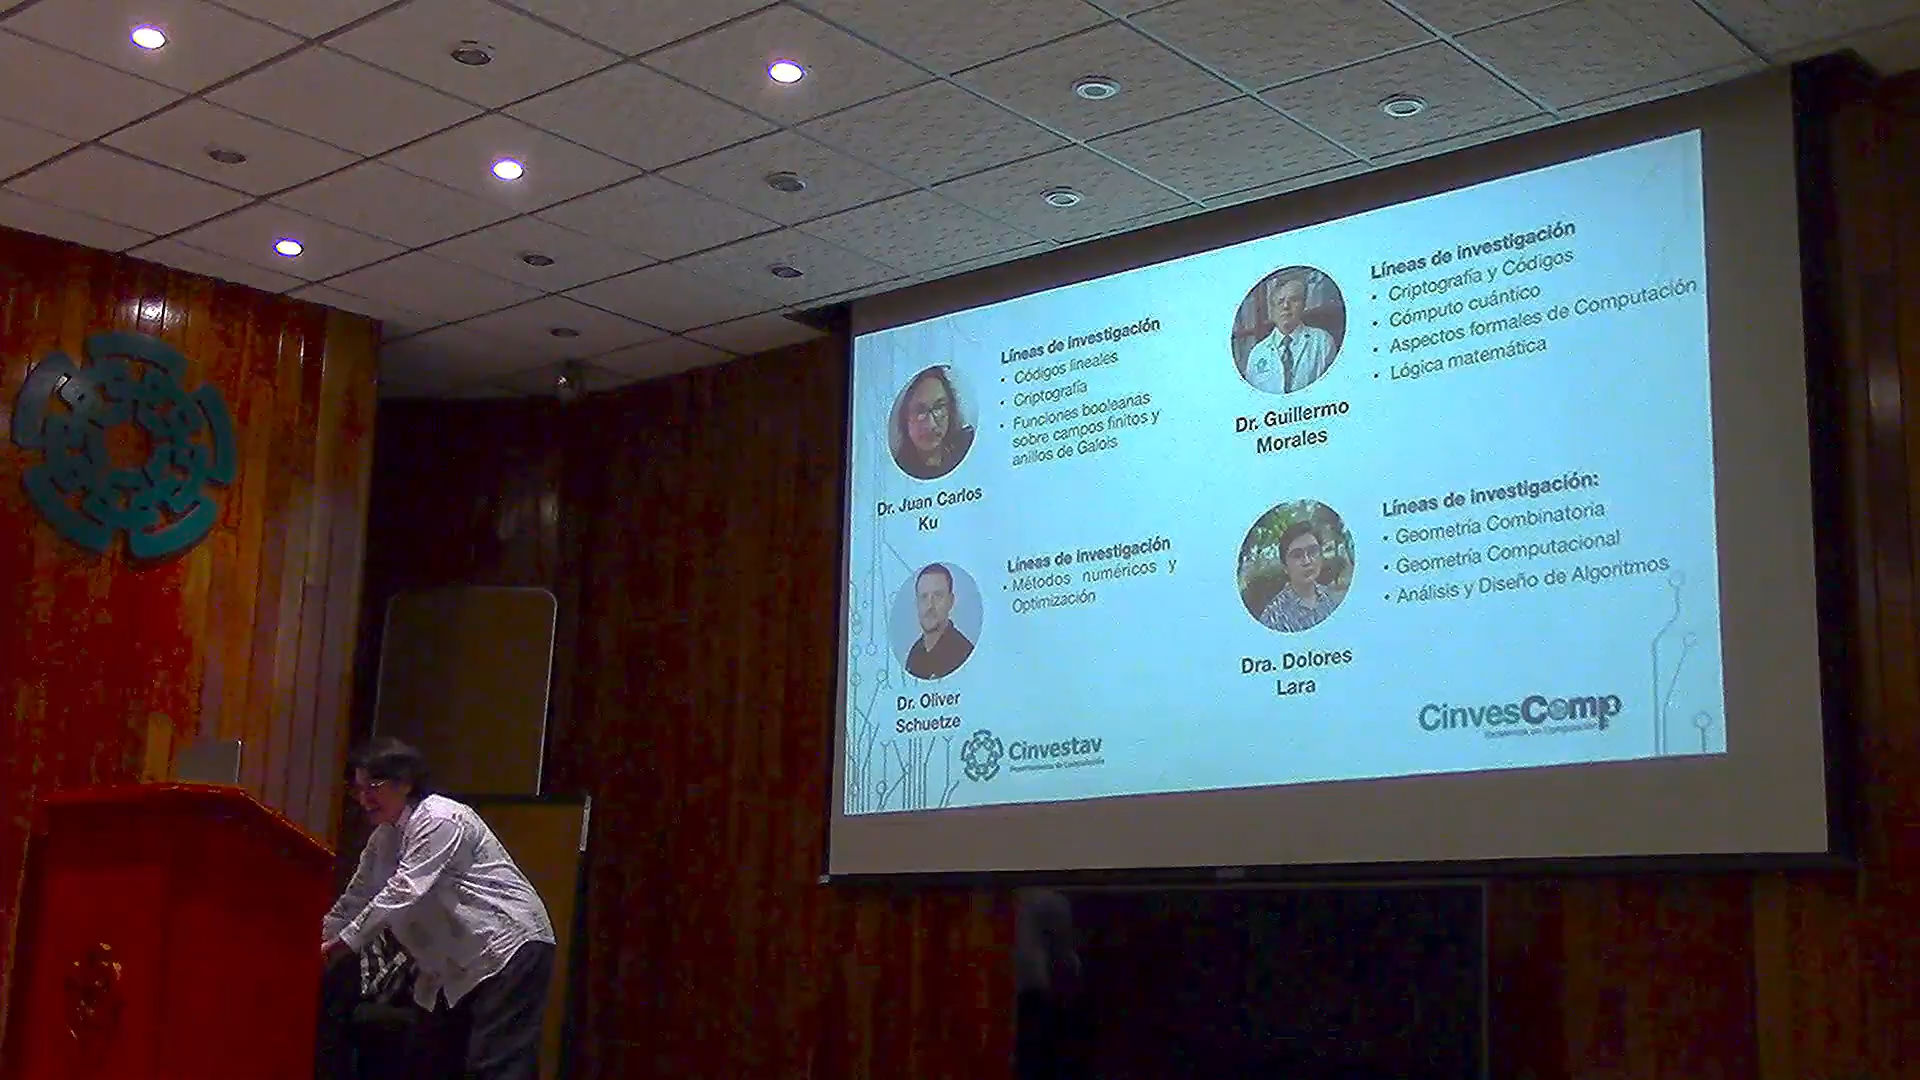 Líneas de investigación
• Códigos lineales
• Criptografía
• Funciones booleanas
sobre campos finitos y
anillos de Galois
Dr. Juan Carlos
Ku
Líneas de investigación
• Criptografía y Códigos
• Cómputo cuántico
• Aspectos formales de Computación
• Lógica matemática
Dr. Guillermo
Morales
Líneas de investigación
• Métodos numéricos y
Optimización
Dr. Oliver
Schuetze
Líneas de investigación:
• Geometría Combinatoria
• Geometría Computacional
• Análisis y Diseño de Algoritmos
Dra. Dolores
Lara
Cinvestav
CinvesComp